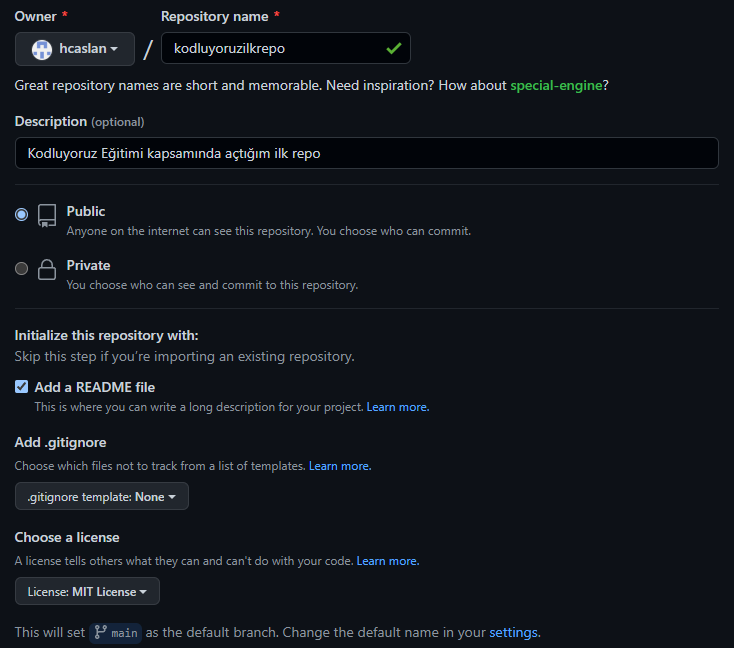 Owner * Repository name *
hcaslan / kodluyoruzilkrepo
Great repository names are short and memorable. Need inspiration? How about special-engine?
Description (optional)
Kodluyoruz Eğitimi kapsamında açtığım ilk repo
Public
Anyone on the internet can see this repository. You choose who can commit.
Private
You choose who can see and commit to this repository.
Initialize this repository with:
Skip this step if you're importing an existing repository.
Add a README file
This is where you can write a long description for your project. Learn more.
Add .gitignore
Choose which files not to track from a list of templates. Learn more.
.gitignore template: None
Choose a license
A license tells others what they can and can't do with your code. Learn more.
License: MIT License
This will set main as the default branch. Change the default name in your settings.